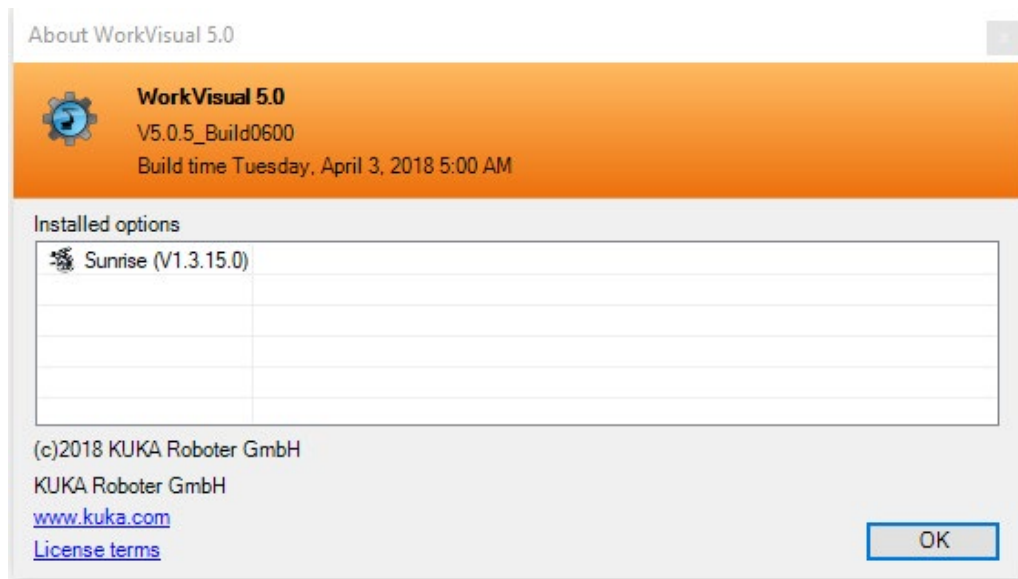 About WorkVisual 5.0
WorkVisual 5.0
V5.0.5_Build0600
Build time Tuesday, April 3, 2018 5:00 AM
Installed options
Sunrise (V1.3.15.0)
(c)2018 KUKA Roboter GmbH
KUKA Roboter GmbH
www.kuka.com
License terms
OK